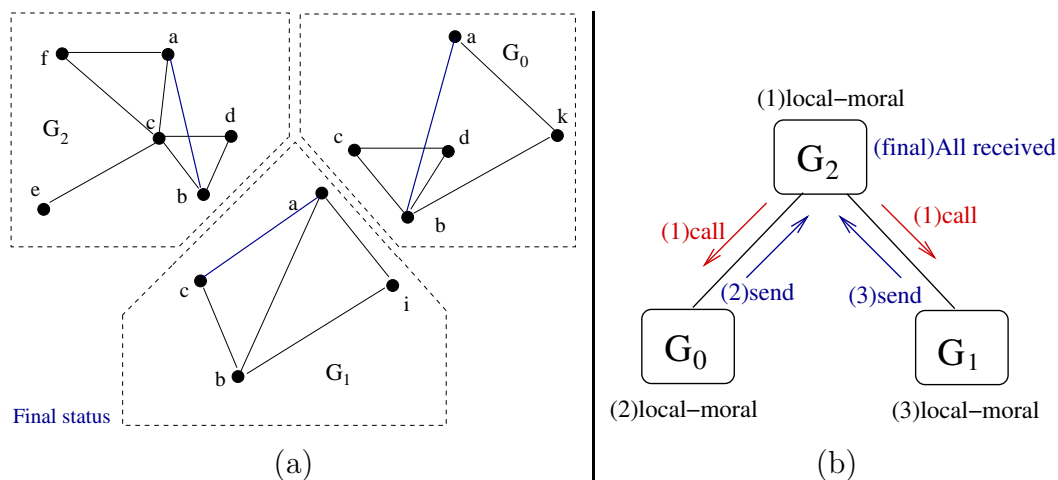 f
a
G2
c
d
b
e
a
G0
k
c
d
b
a
c
i
b
G1
Final status
(a)
(1)local−moral
G2
(final)All received
(1)call
(1)call
(2)send
(3)send
G0
G1
(2)local−moral
(3)local−moral
(b)